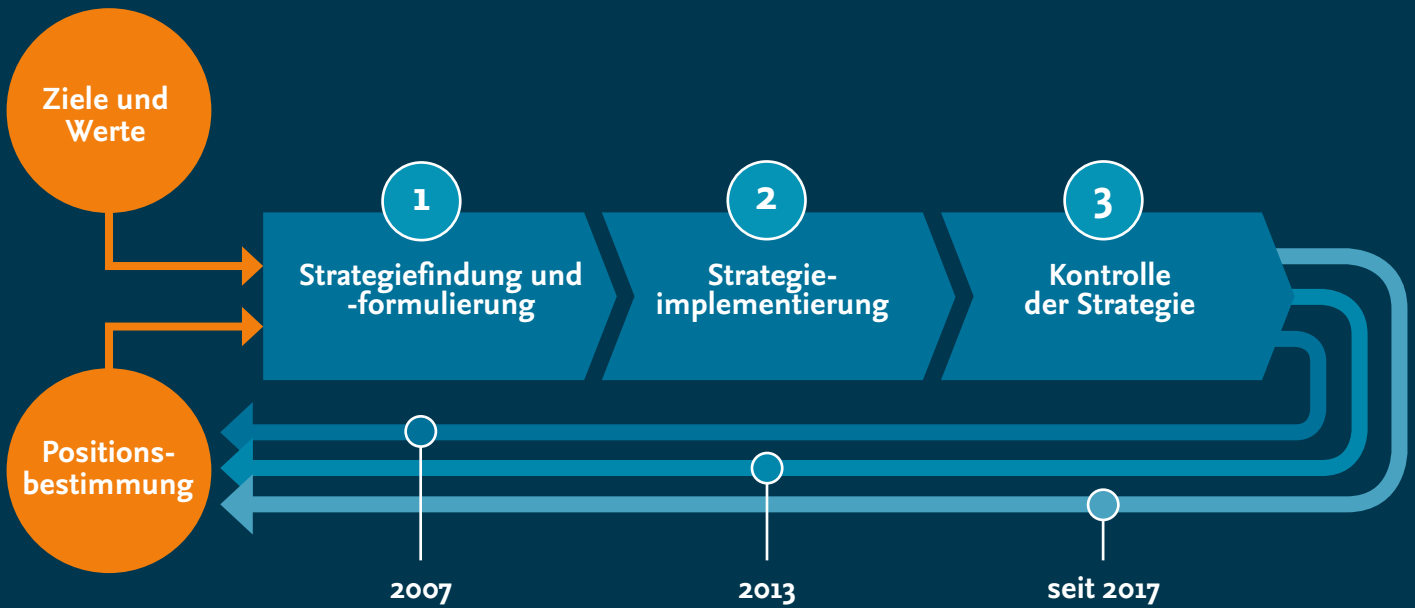 Ziele und
Werte
1
2
3
Strategiefindung und
-formulierung
Strategie-
implementierung
Kontrolle
der Strategie
Positions-
bestimmung
2007
2013
seit 2017